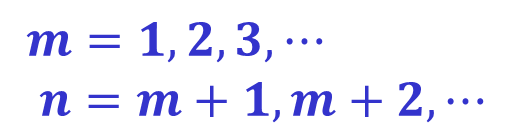 m = 1, 2, 3, ⋯
n = m + 1, m + 2, ⋯